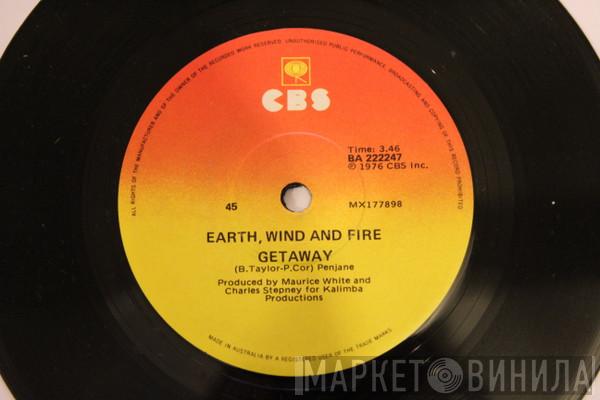 ALL RIGHTS OF THE MANUFACTURER AND OF THE OWNER OF THE RECORDED WORK RESERVED. UNAUTHORISED PUBLIC PERFORMANCE, BROADCASTING AND COPYING OF THIS RECORD PROHIBITED
CBS
Time: 3.46
BA 222247
℗ 1976 CBS Inc.
45
MX177898
EARTH, WIND AND FIRE
GETAWAY
(B.Taylor-P.Cor) Penjane
Produced by Maurice White and
Charles Stepney for Kalimba
Productions
MADE IN AUSTRALIA BY A REGISTERED USER OF THE TRADE MARKS.
МАРКЕТ ВИНИЛА